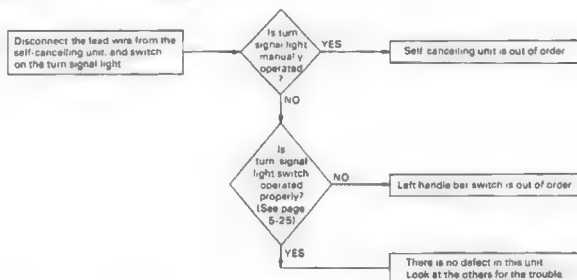 Disconnect the lead wire from the
self-cancelling unit, and switch
on the turn signal light
Is
turn
signal light
manually
operated
?
YES
Self cancelling unit is out of order
NO
Is
turn signal
light switch
operated
properly?
(See page
5-25)
NO
Left handle bar switch is out of order
YES
There is no defect in this unit
Look at the others for the trouble